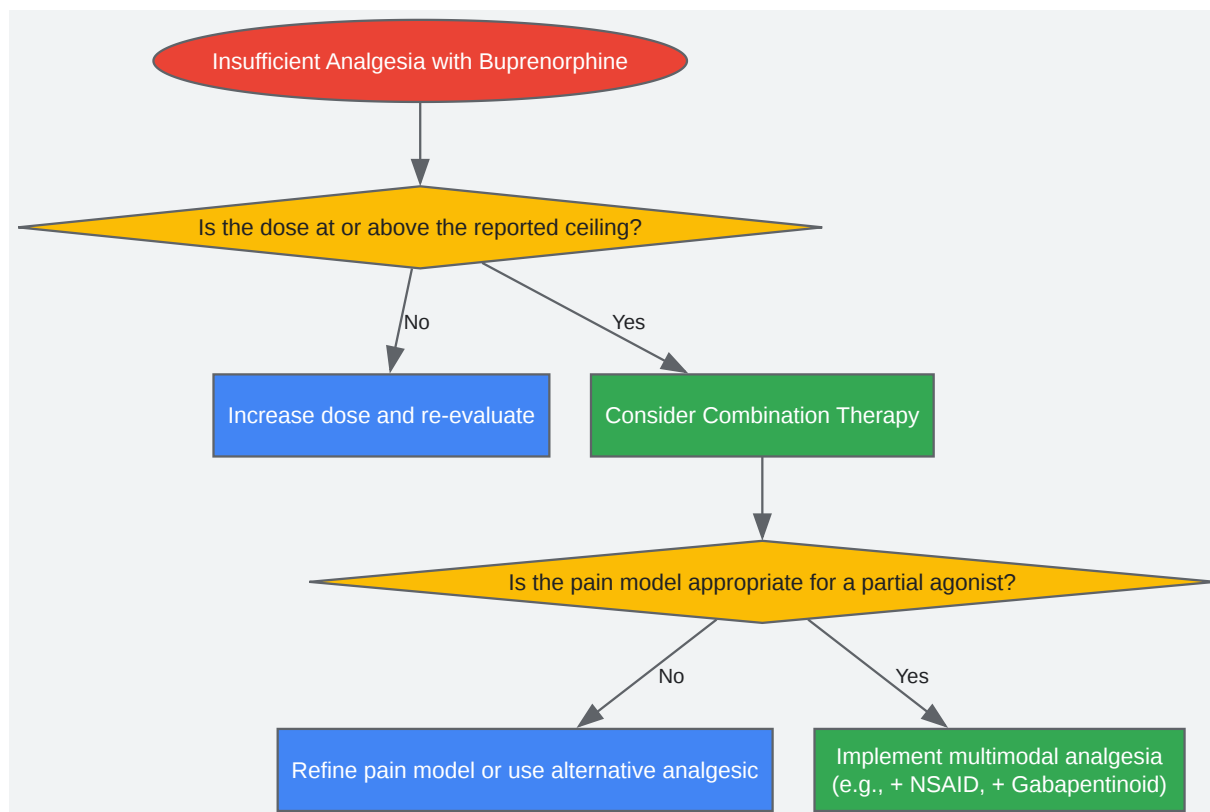 Insufficient Analgesia with Buprenorphine
Is the dose at or above the reported ceiling?
No
Yes
Increase dose and re-evaluate
Consider Combination Therapy
Is the pain model appropriate for a partial agonist?
No
Yes
Refine pain model or use alternative analgesic
Implement multimodal analgesia
(e.g., + NSAID, + Gabapentinoid)